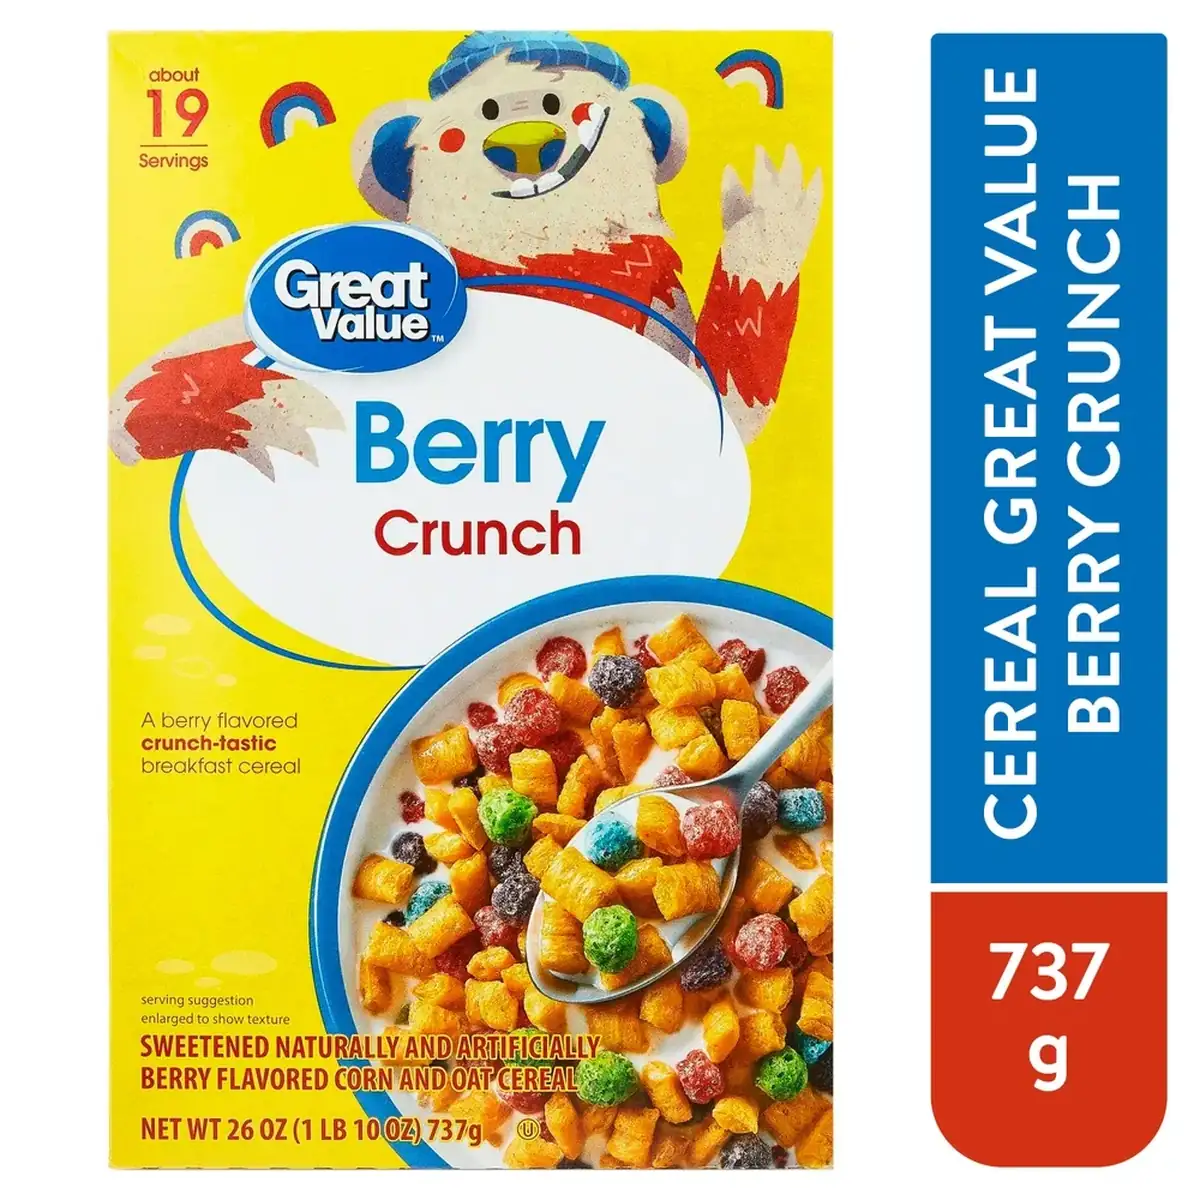 about
19
Servings
Great
Value™
Berry
Crunch
A berry flavored
crunch-tastic
breakfast cereal
serving suggestion
enlarged to show texture
SWEETENED NATURALLY AND ARTIFICIALLY
BERRY FLAVORED CORN AND OAT CEREAL
NET WT 26 OZ (1 LB 10 OZ) 737g
U
CEREAL GREAT VALUE
BERRY CRUNCH
737
g